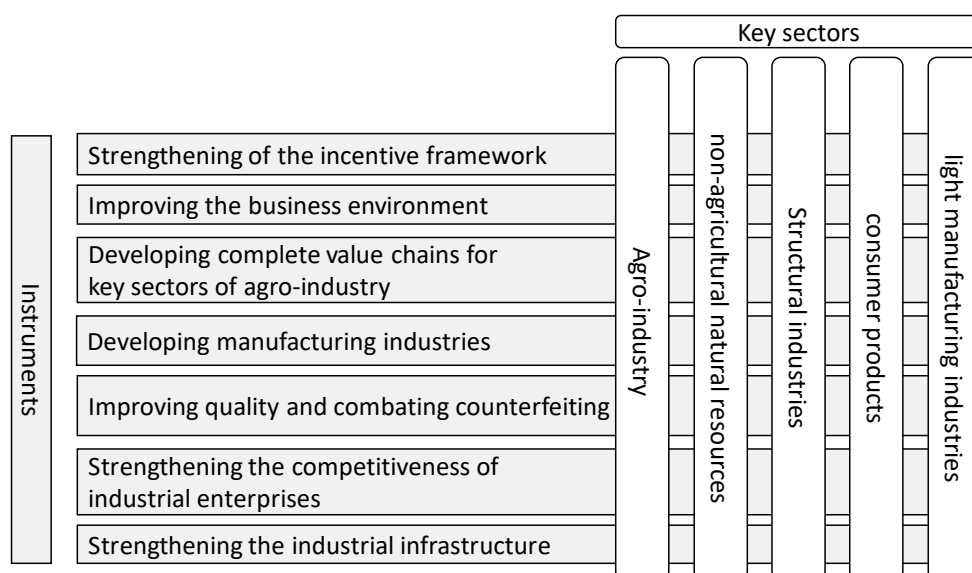 Key sectors
Agro-industry
non-agricultural natural resources
Structural industries
consumer products
light manufacturing industries
Instruments
Strengthening of the incentive framework
Improving the business environment
Developing complete value chains for
key sectors of agro-industry
Developing manufacturing industries
Improving quality and combating counterfeiting
Strengthening the competitiveness of
industrial enterprises
Strengthening the industrial infrastructure